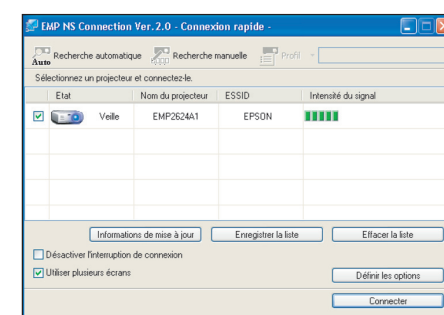 EMP NS Connection Ver.2.0 - Connexion rapide -
Auto Recherche automatique Recherche manuelle Profil
Sélectionnez un projecteur et connectez-le.
Etat Nom du projecteur ESSID Intensité du signal
Veille EMP2624A1 EPSON
Informations de mise à jour Enregistrer la liste Effacer la liste
Désactiver l'interruption de connexion
Utiliser plusieurs écrans Définir les options
Connecter